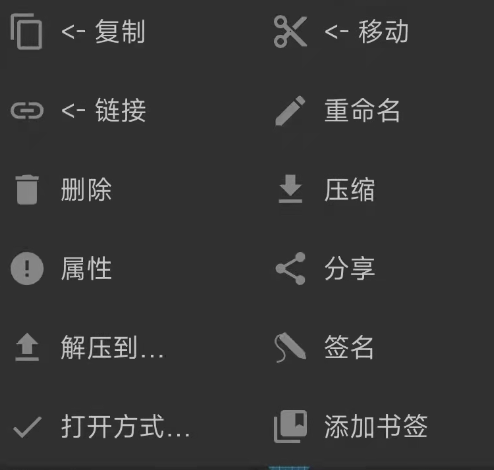 <- 复制
<- 移动
<- 链接
重命名
删除
压缩
属性
分享
解压到...
签名
打开方式...
添加书签